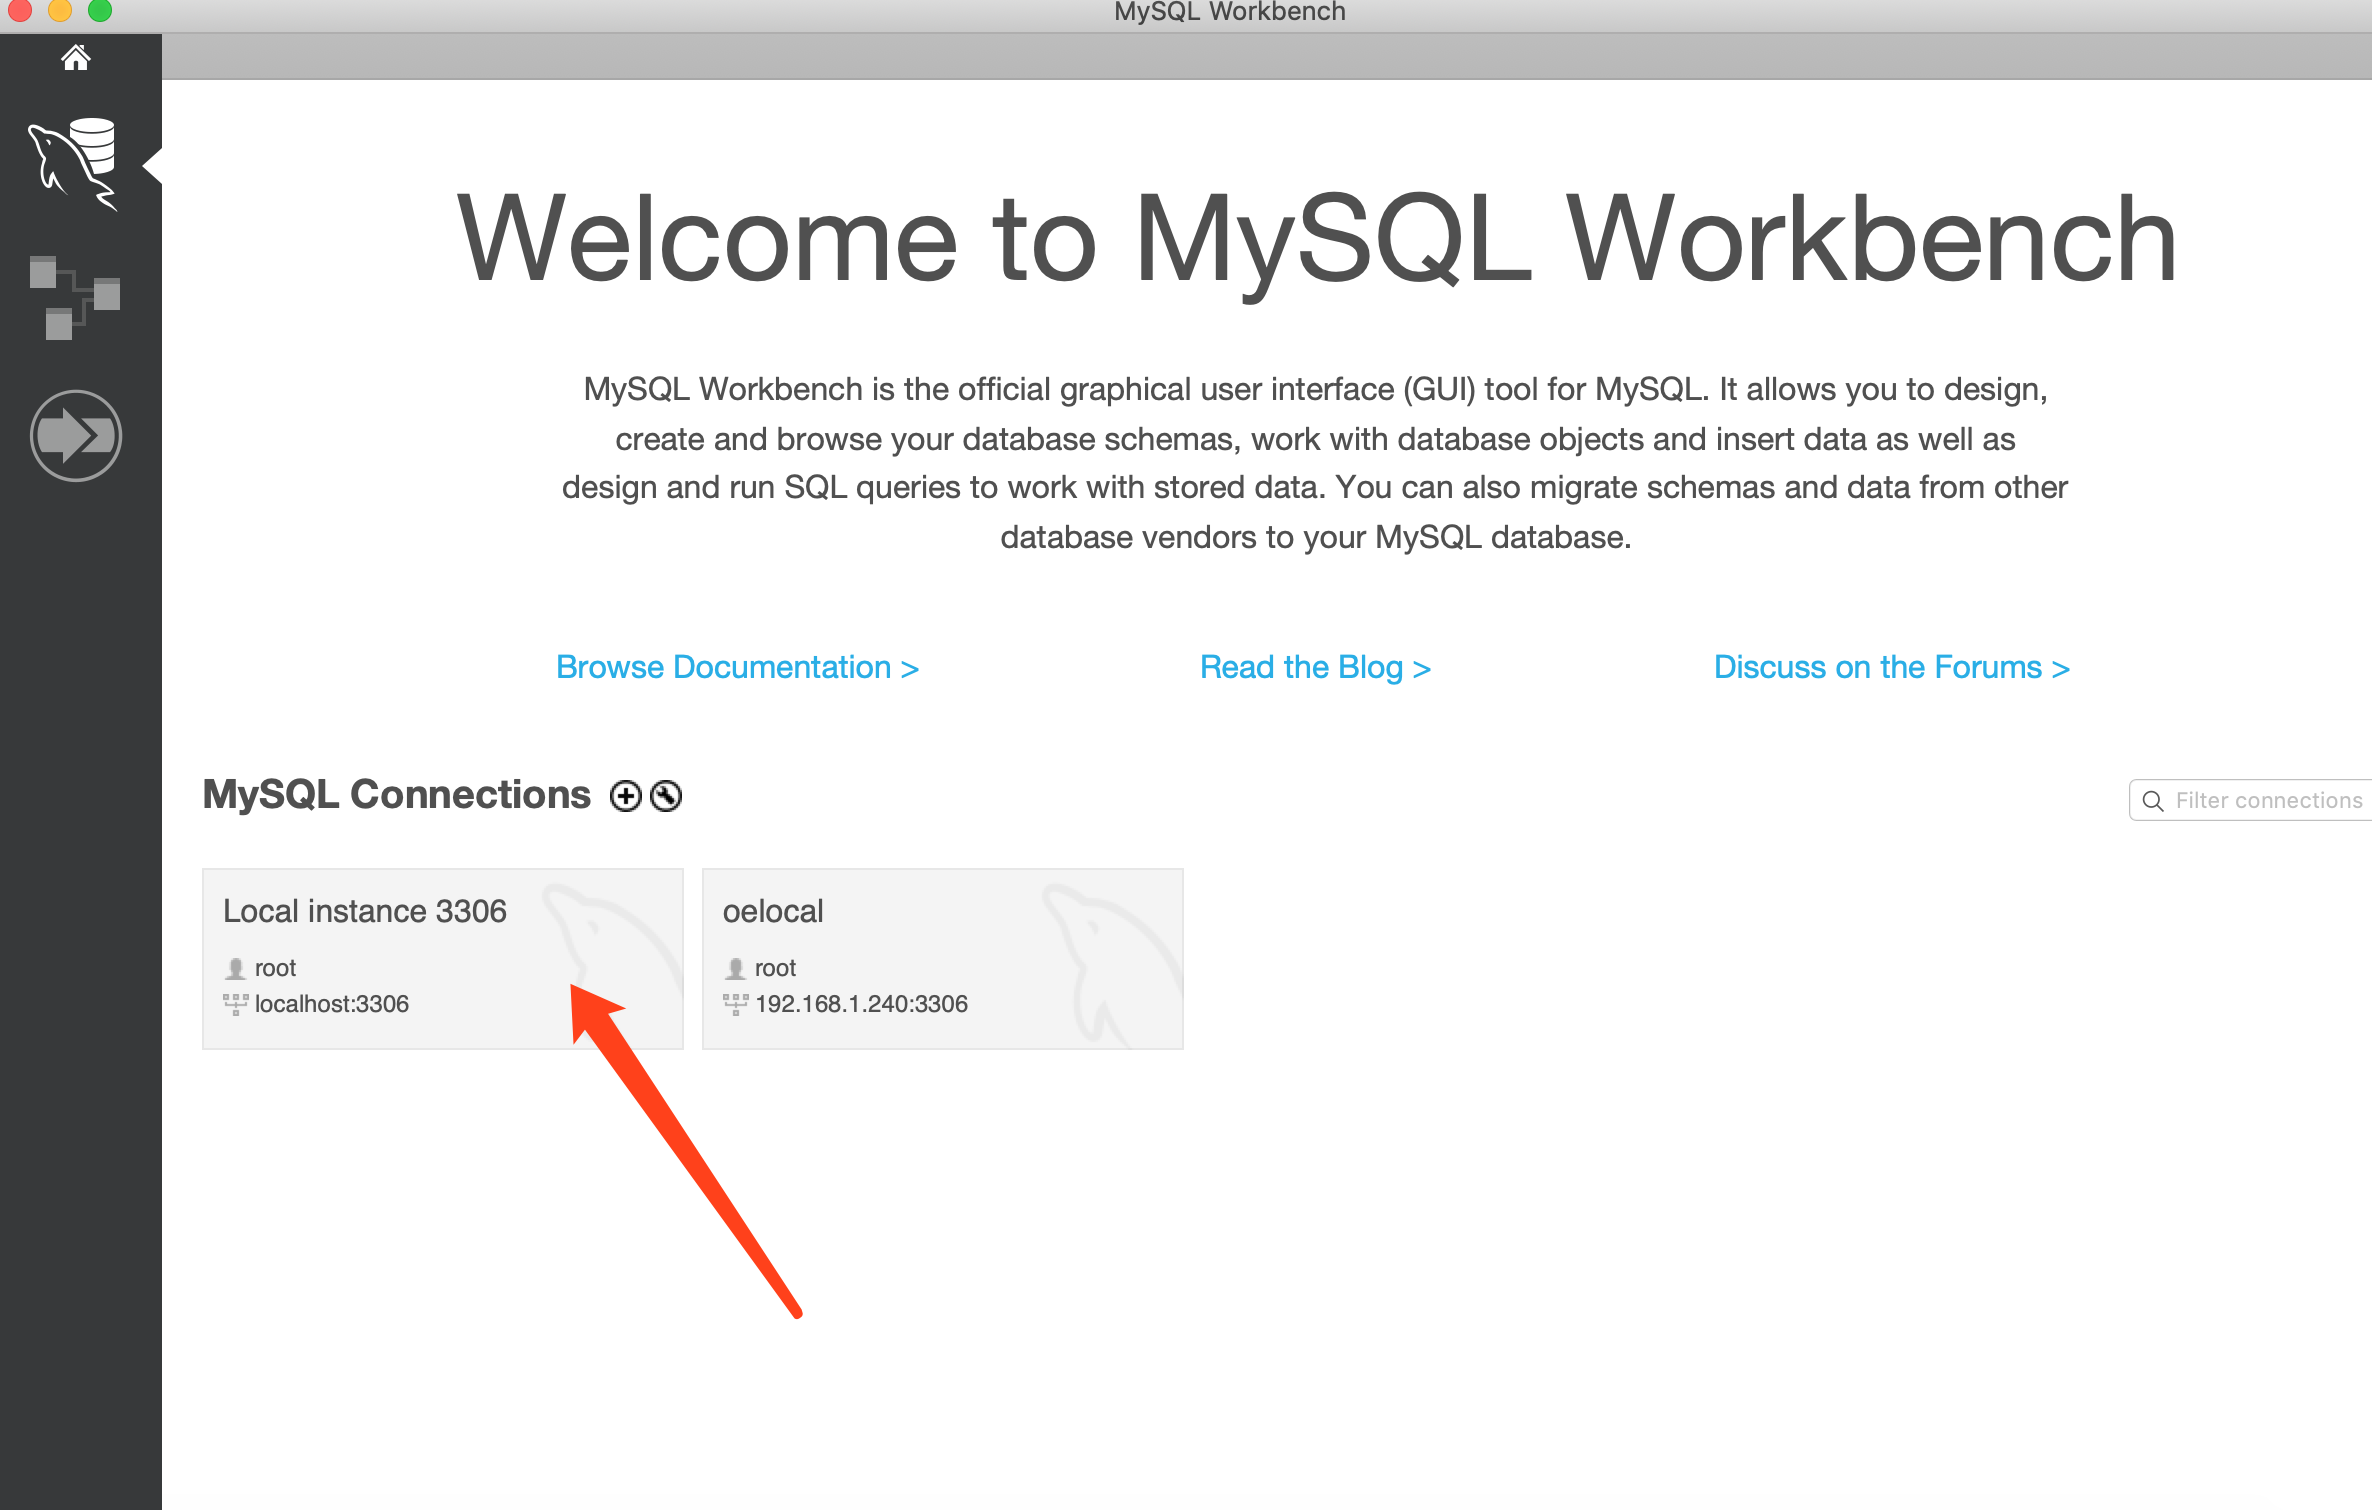 MySQL Workbench
Welcome to MySQL Workbench
MySQL Workbench is the official graphical user interface (GUI) tool for MySQL. It allows you to design,
create and browse your database schemas, work with database objects and insert data as well as
design and run SQL queries to work with stored data. You can also migrate schemas and data from other
database vendors to your MySQL database.
Browse Documentation >
Read the Blog >
Discuss on the Forums >
MySQL Connections
Filter connections
Local instance 3306
root
localhost:3306
oelocal
root
192.168.1.240:3306